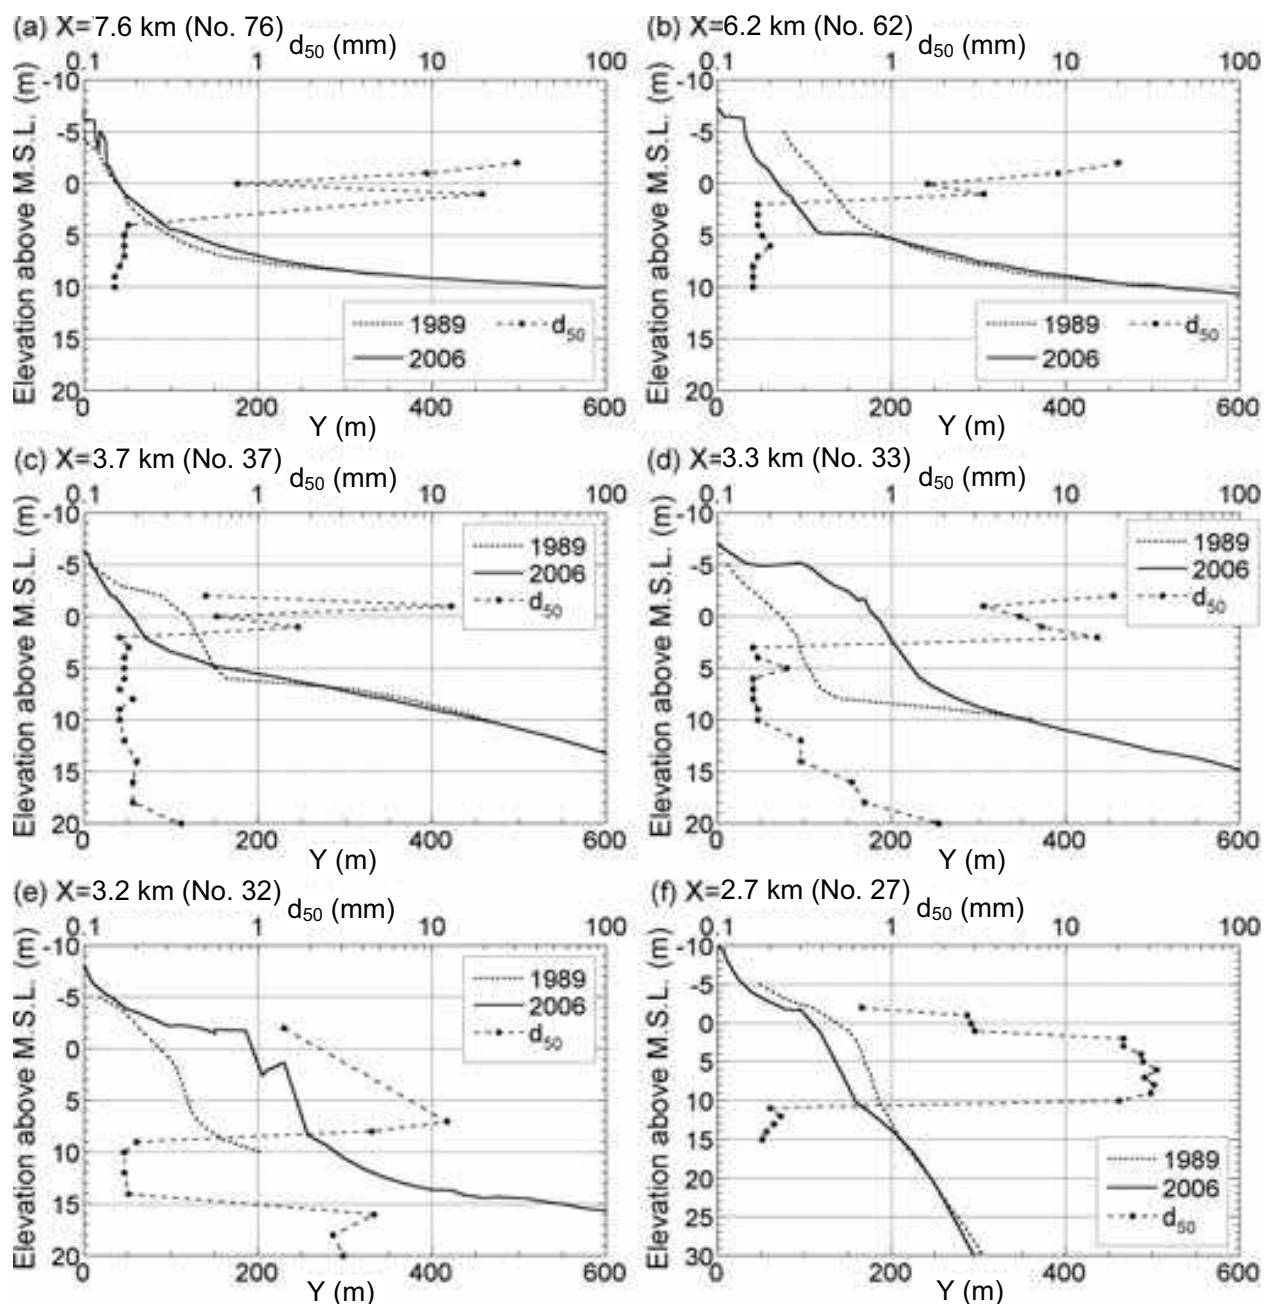 (a) X=7.6 km (No. 76)
d50 (mm)
0.1 1 10 100
Elevation above M.S.L. (m)
-10
-5
0
5
10
15
20
1989
2006
d50
0 200 400 600
Y (m)
(b) X=6.2 km (No. 62)
d50 (mm)
0.1 1 10 100
Elevation above M.S.L. (m)
-10
-5
0
5
10
15
20
1989
2006
d50
0 200 400 600
Y (m)
(c) X=3.7 km (No. 37)
d50 (mm)
0.1 1 10 100
Elevation above M.S.L. (m)
-10
-5
0
5
10
15
20
1989
2006
d50
0 200 400 600
Y (m)
(d) X=3.3 km (No. 33)
d50 (mm)
0.1 1 10 100
Elevation above M.S.L. (m)
-10
-5
0
5
10
15
20
1989
2006
d50
0 200 400 600
Y (m)
(e) X=3.2 km (No. 32)
d50 (mm)
0.1 1 10 100
Elevation above M.S.L. (m)
-10
-5
0
5
10
15
20
1989
2006
d50
0 200 400 600
Y (m)
(f) X=2.7 km (No. 27)
d50 (mm)
0.1 1 10 100
Elevation above M.S.L. (m)
-10
-5
0
5
10
15
20
25
30
1989
2006
d50
0 200 400 600
Y (m)